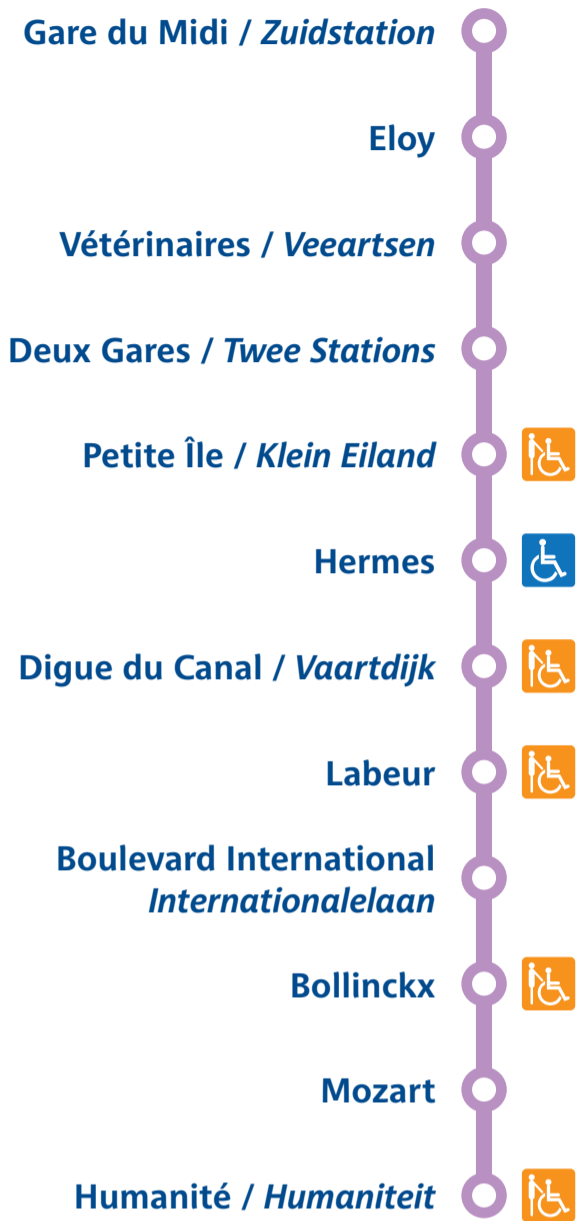 Gare du Midi / Zuidstation
Eloy
Vétérinaires / Veeartsen
Deux Gares / Twee Stations
Petite Île / Klein Eiland
Hermes
Digue du Canal / Vaartdijk
Labeur
Boulevard International
Internationalelaan
Bollinckx
Mozart
Humanité / Humaniteit